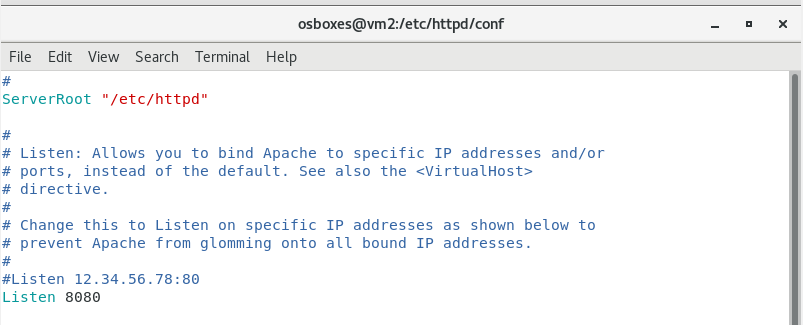 osboxes@vm2:/etc/httpd/conf
File Edit View Search Terminal Help
#
ServerRoot "/etc/httpd"
#
# Listen: Allows you to bind Apache to specific IP addresses and/or
# ports, instead of the default. See also the <VirtualHost>
# directive.
#
# Change this to Listen on specific IP addresses as shown below to
# prevent Apache from glomming onto all bound IP addresses.
#
#Listen 12.34.56.78:80
Listen 8080